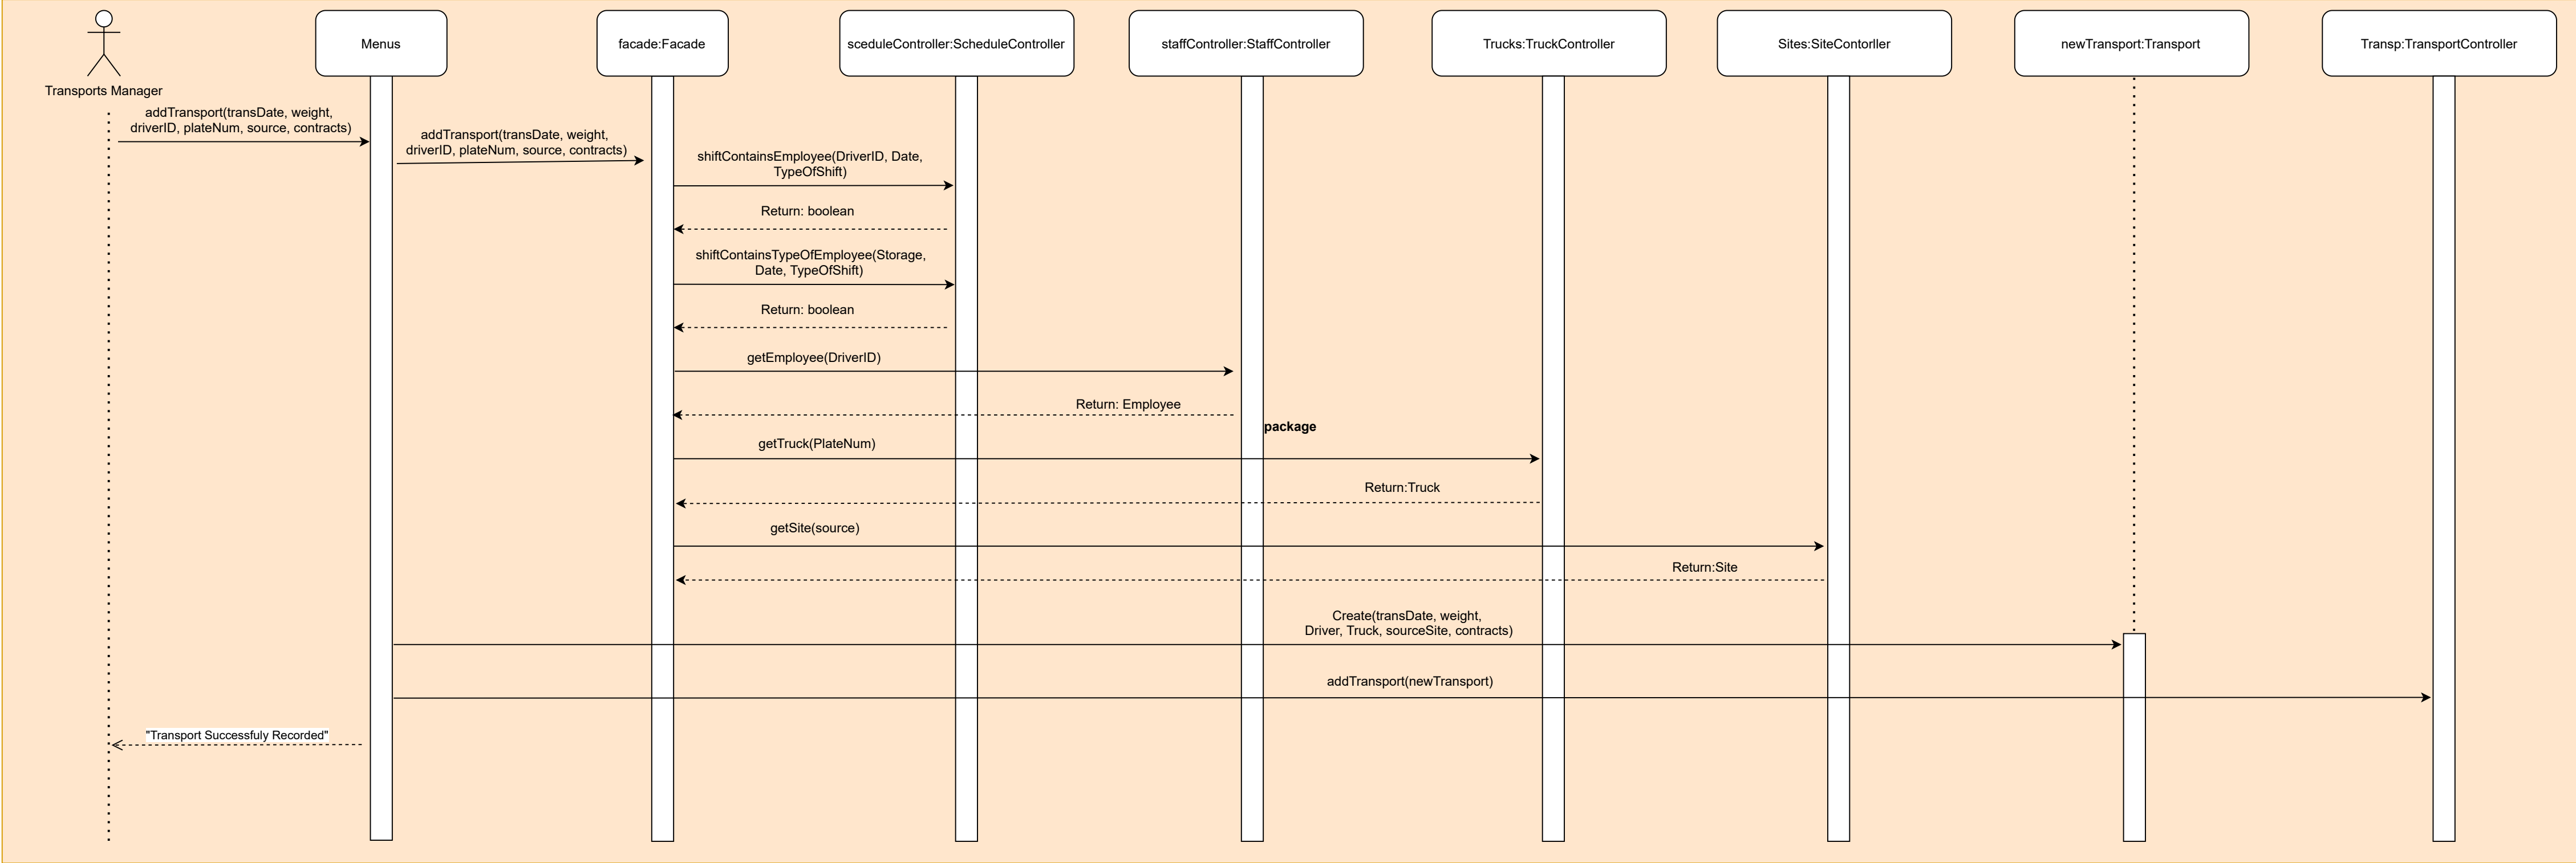 Menus
facade:Facade
sceduleController:ScheduleController
staffController:StaffController
Trucks:TruckController
Sites:SiteContorller
newTransport:Transport
Transp:TransportController
Transports Manager
addTransport(transDate, weight,
driverID, plateNum, source, contracts)
addTransport(transDate, weight,
driverID, plateNum, source, contracts)
shiftContainsEmployee(DriverID, Date,
TypeOfShift)
Return: boolean
shiftContainsTypeOfEmployee(Storage,
Date, TypeOfShift)
Return: boolean
getEmployee(DriverID)
Return: Employee
package
getTruck(PlateNum)
Return:Truck
getSite(source)
Return:Site
Create(transDate, weight,
Driver, Truck, sourceSite, contracts)
addTransport(newTransport)
"Transport Successfuly Recorded"